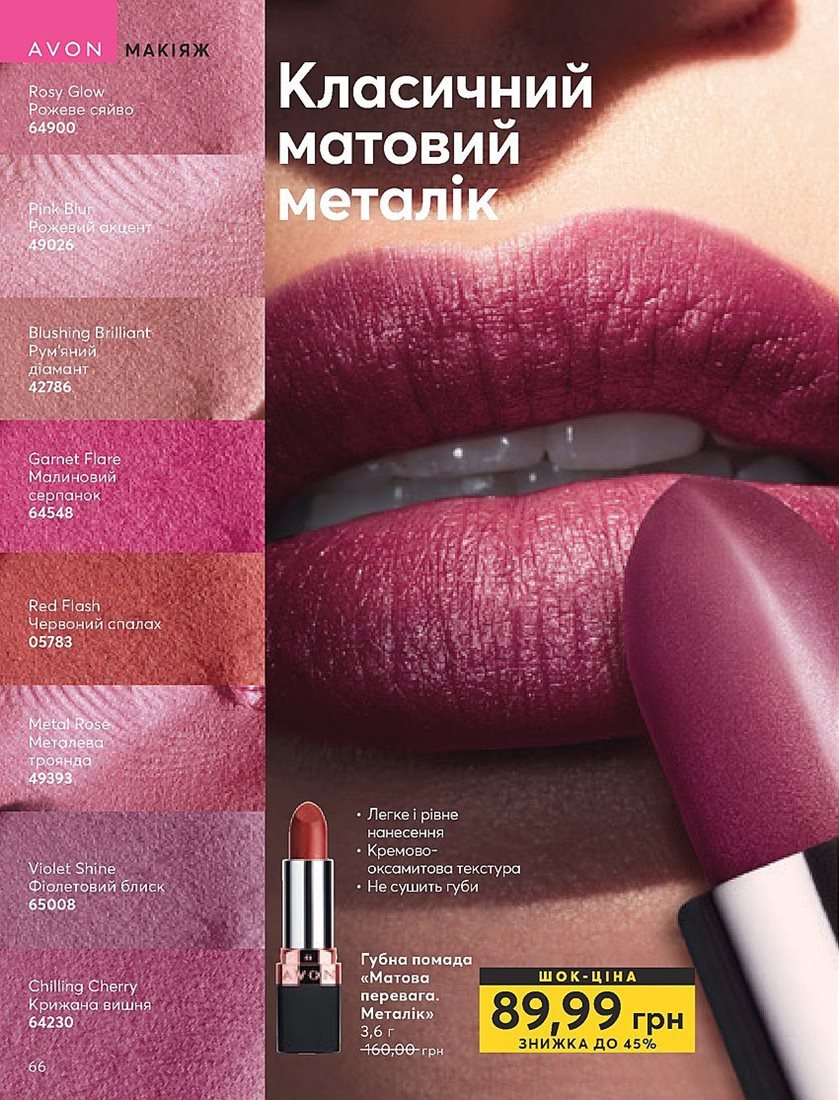 AVON МАКІЯЖ
Rosy Glow
Рожеве сяйво
64900
Pink Blur
Рожевий акцент
49026
Blushing Brilliant
Рум'яний
діамант
42786
Garnet Flare
Малиновий
серпанок
64548
Red Flash
Червоний спалах
05783
Metal Rose
Металева
троянда
49393
Violet Shine
Фіолетовий блиск
65008
Chilling Cherry
Крижана вишня
64230
66
Класичний
матовий
металік
• Легке і рівне
нанесення
• Кремово-
оксамитова текстура
• Не сушить губи
AVON
Губна помада
«Матова
перевага.
Металік»
3,6 г
160,00 грн
ШОК-ЦІНА
89,99 грн
ЗНИЖКА ДО 45%